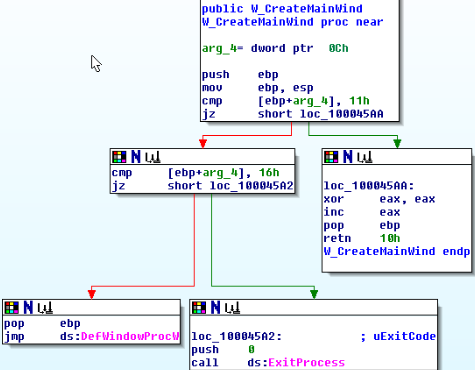 public W_CreateMainWind
W_CreateMainWind proc near
arg_4= dword ptr  0Ch
push    ebp
mov     ebp, esp
cmp     [ebp+arg_4], 11h
jz      short loc_100045AA
cmp     [ebp+arg_4], 16h
jz      short loc_100045A2
loc_100045AA:
xor     eax, eax
inc     eax
pop     ebp
retn    10h
W_CreateMainWind endp
pop     ebp
jmp     ds:DefWindowProcW
loc_100045A2:           ; uExitCode
push    0
call    ds:ExitProcess